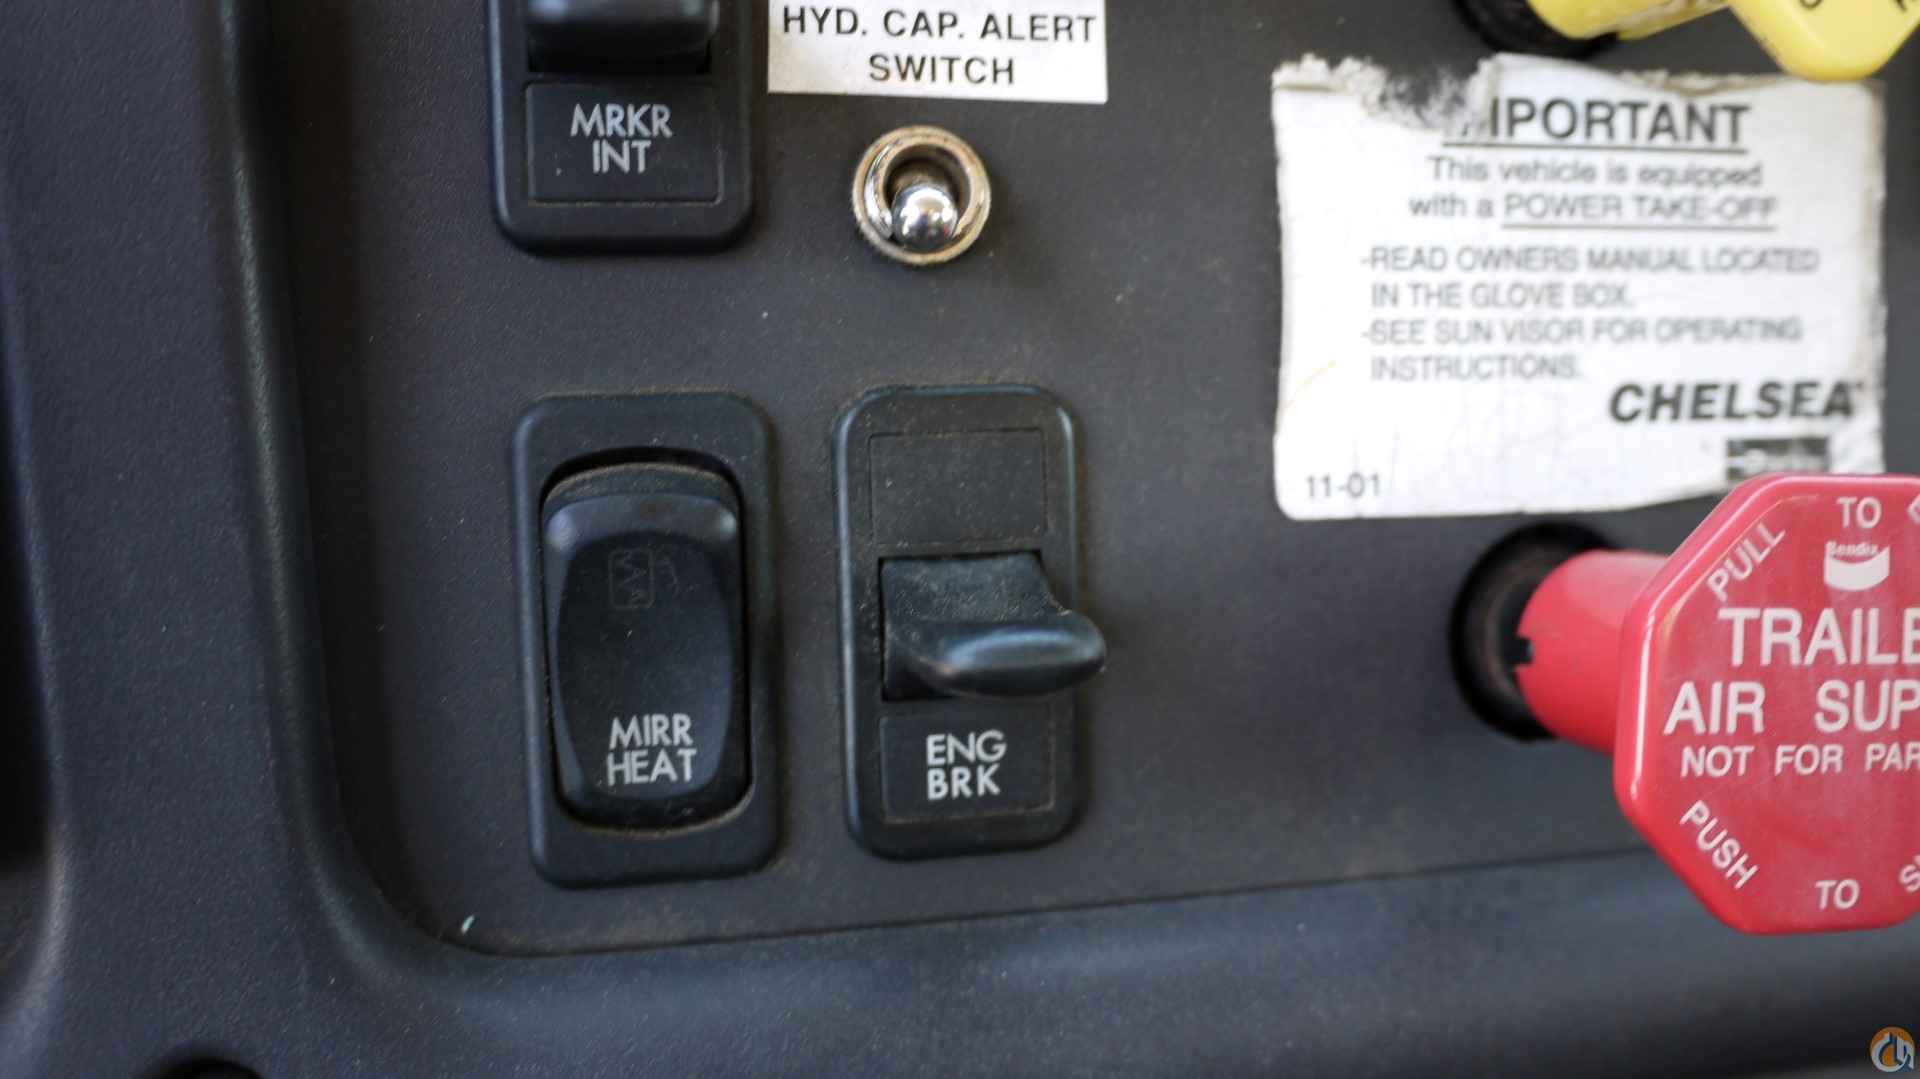 HYD. CAP. ALERT
SWITCH
MRKR
INT
IMPORTANT
This vehicle is equipped
with a POWER TAKE-OFF
-READ OWNERS MANUAL LOCATED
IN THE GLOVE BOX.
-SEE SUN VISOR FOR OPERATING
INSTRUCTIONS.
CHELSEA
11-01
MIRR
HEAT
ENG
BRK
PULL TO
Bendix
TRAILE
AIR SUP
NOT FOR PAR
PUSH TO